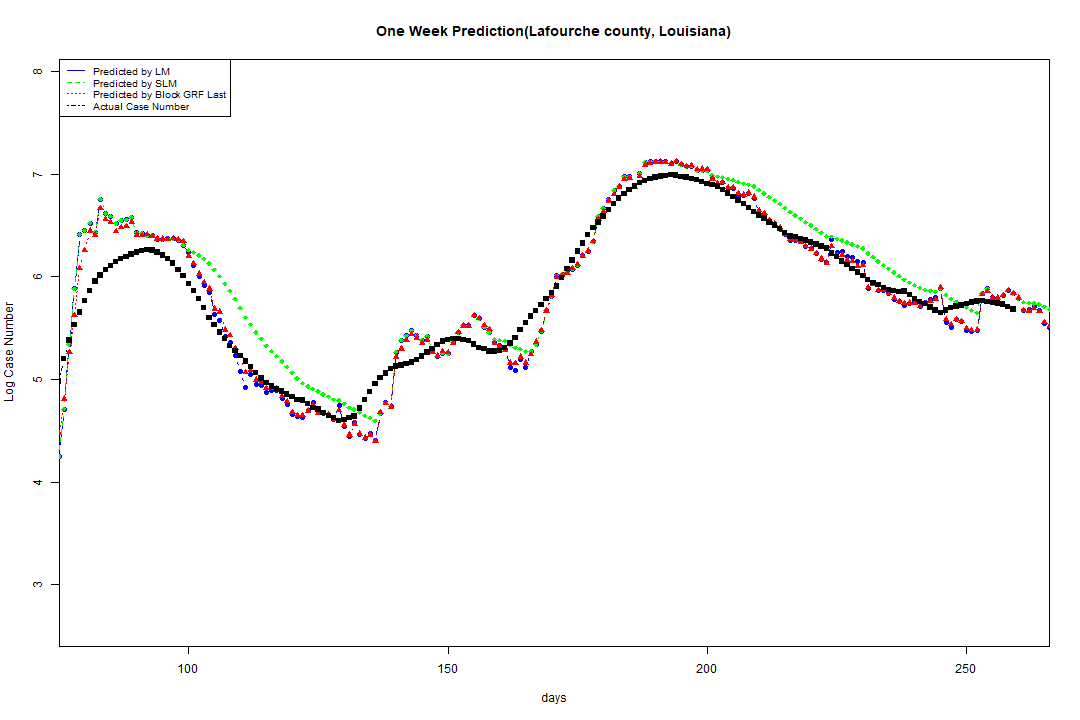 One Week Prediction(Lafourche county, Louisiana)
Predicted by LM
Predicted by SLM
Predicted by Block GRF Last
Actual Case Number
8
7
6
5
4
3
Log Case Number
100 150 200 250
days